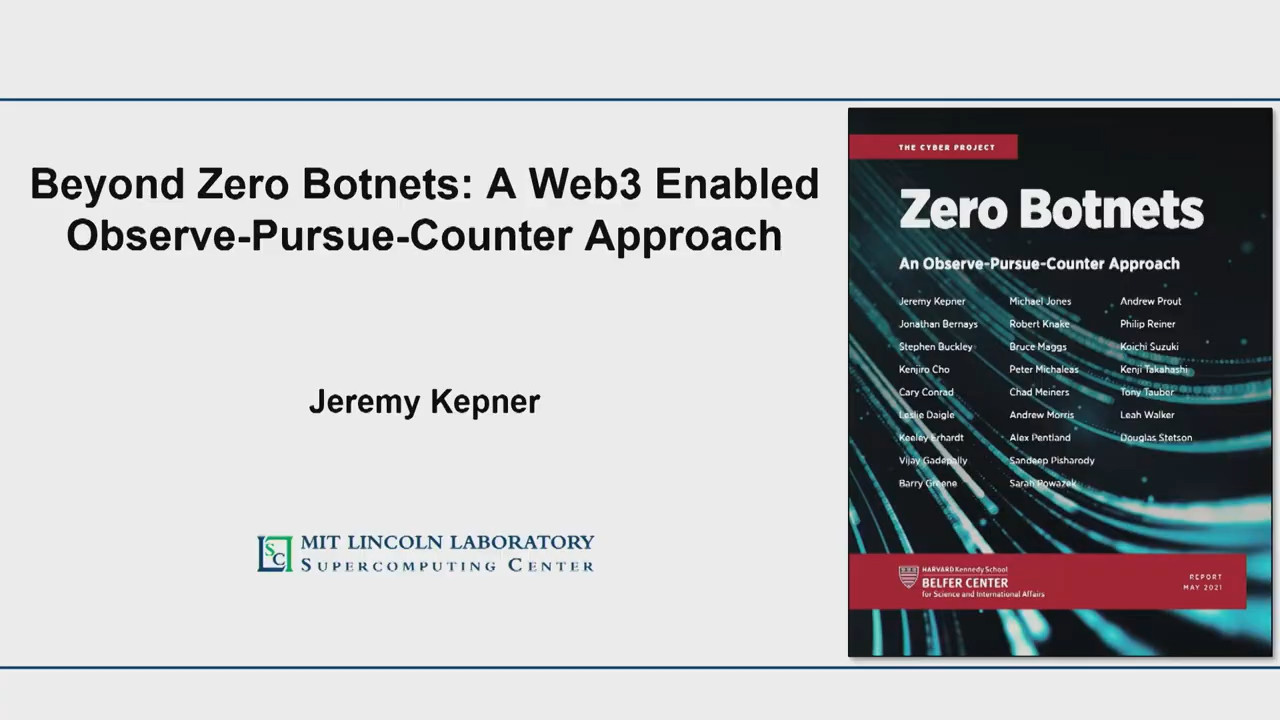 Beyond Zero Botnets: A Web3 Enabled
Observe-Pursue-Counter Approach
Jeremy Kepner
SC
MIT LINCOLN LABORATORY
SUPERCOMPUTING CENTER
THE CYBER PROJECT
Zero Botnets
An Observe-Pursue-Counter Approach
Jeremy Kepner Michael Jones Andrew Prout
Jonathan Bernays Robert Knake Philip Reiner
Stephen Buckley Bruce Maggs Koichi Suzuki
Kenjiro Cho Peter Michaleas Kenji Takahashi
Cary Conrad Chad Meiners Tony Tauber
Leslie Daigle Andrew Morris Leah Walker
Keeley Erhardt Alex Pentland Douglas Stetson
Vijay Gadepally Sandeep Pisharody
Barry Greene Sarah Powazek
HARVARD Kennedy School
BELFER CENTER
for Science and International Affairs
REPORT
MAY 2021